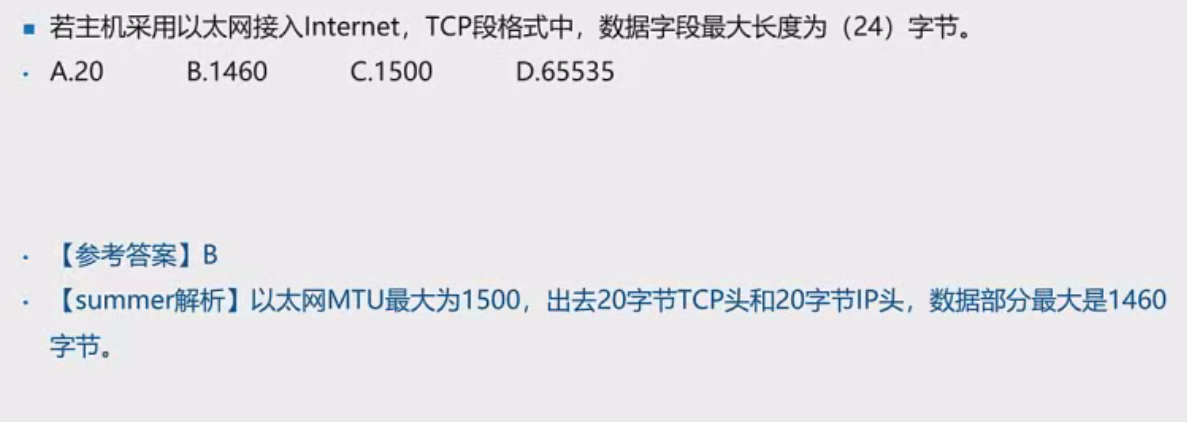 ▪ 若主机采用以太网接入Internet，TCP段格式中，数据字段最大长度为（24）字节。
• A.20 B.1460 C.1500 D.65535
• 【参考答案】B
• 【summer解析】以太网MTU最大为1500，出去20字节TCP头和20字节IP头，数据部分最大是1460
字节。